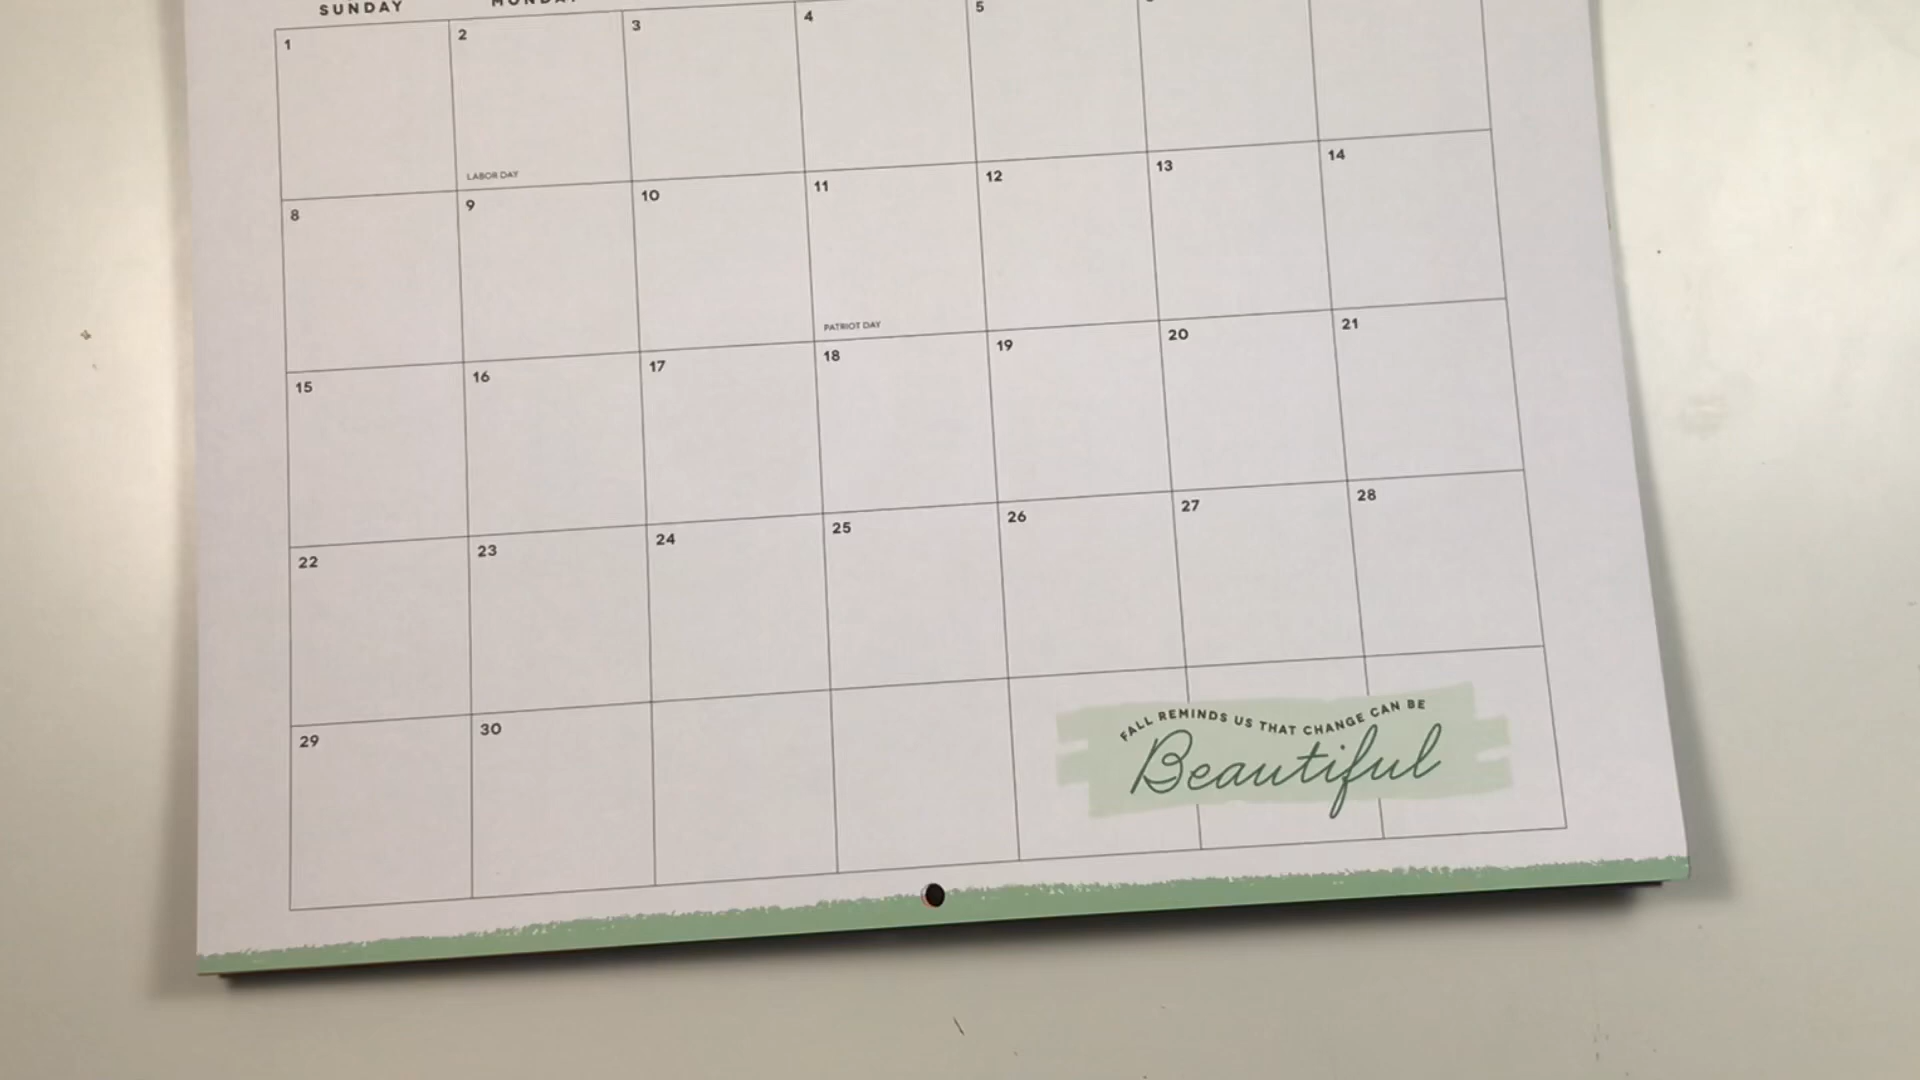 SUNDAY MONDAY
1 2 3 4 5
LABOR DAY
8 9 10 11 12 13 14
PATRIOT DAY
15 16 17 18 19 20 21
22 23 24 25 26 27 28
29 30
FALL REMINDS US THAT CHANGE CAN BE
Beautiful